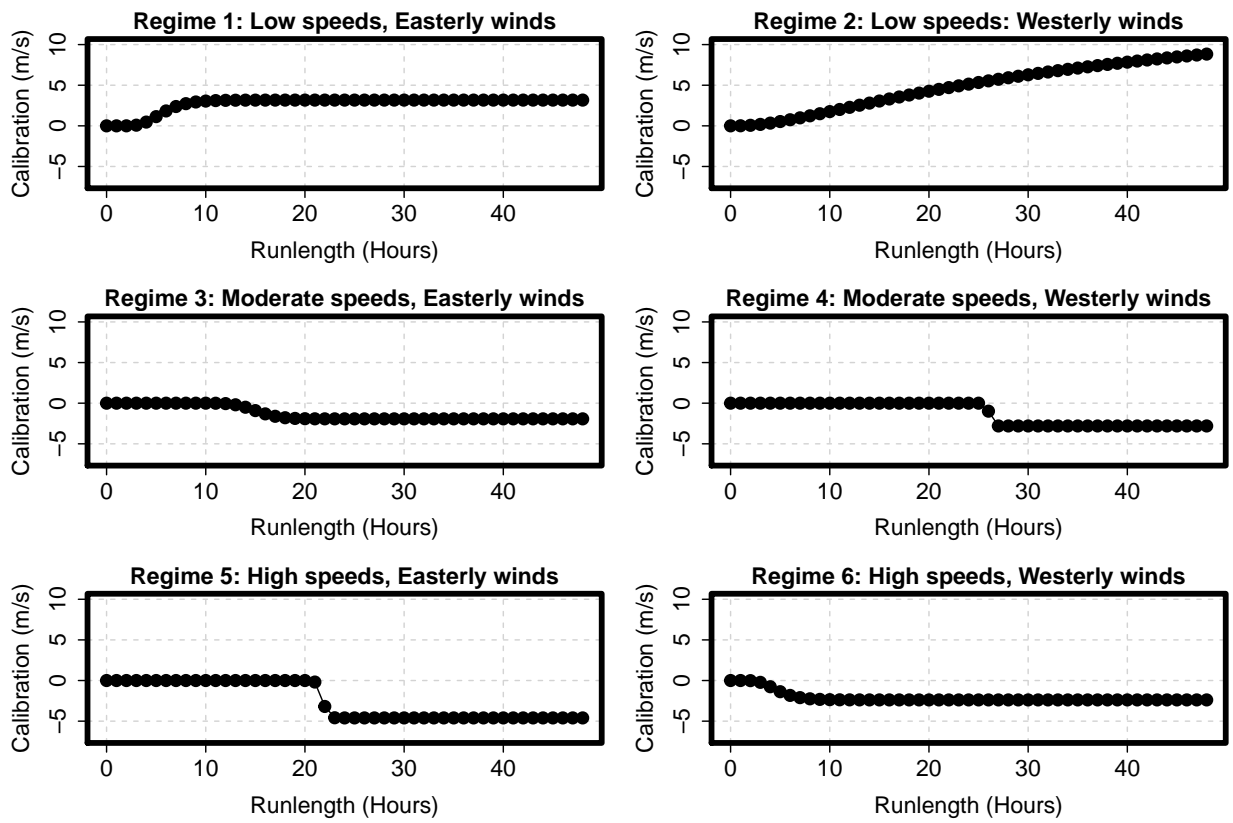 Regime 1: Low speeds, Easterly winds
Calibration (m/s)
10
5
0
−5
0 10 20 30 40
Runlength (Hours)
Regime 2: Low speeds: Westerly winds
Calibration (m/s)
10
5
0
−5
0 10 20 30 40
Runlength (Hours)
Regime 3: Moderate speeds, Easterly winds
Calibration (m/s)
10
5
0
−5
0 10 20 30 40
Runlength (Hours)
Regime 4: Moderate speeds, Westerly winds
Calibration (m/s)
10
5
0
−5
0 10 20 30 40
Runlength (Hours)
Regime 5: High speeds, Easterly winds
Calibration (m/s)
10
5
0
−5
0 10 20 30 40
Runlength (Hours)
Regime 6: High speeds, Westerly winds
Calibration (m/s)
10
5
0
−5
0 10 20 30 40
Runlength (Hours)